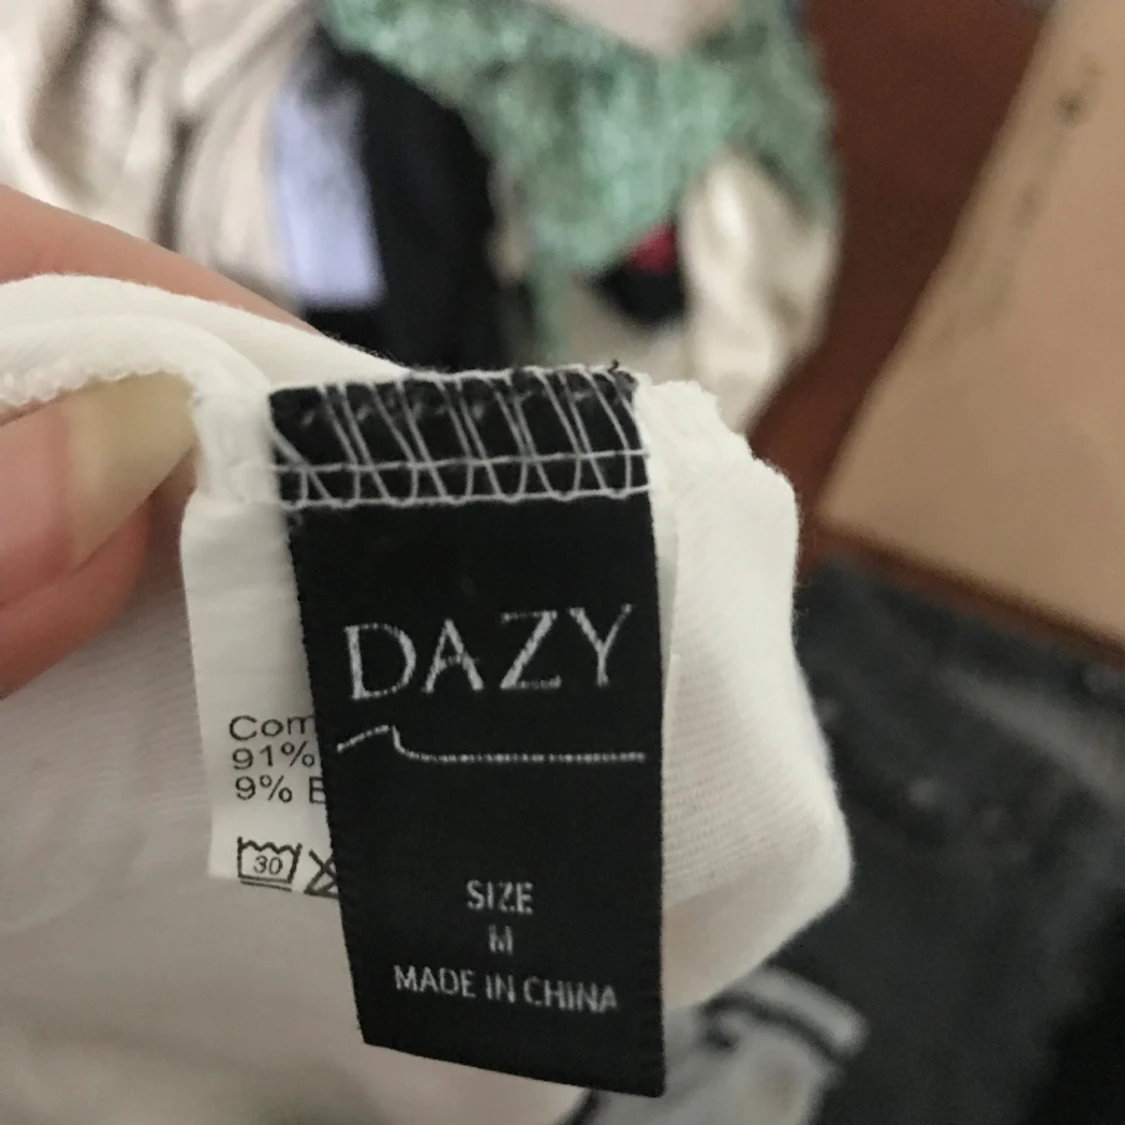 DAZY
SIZE
M
MADE IN CHINA
91%
9%
30